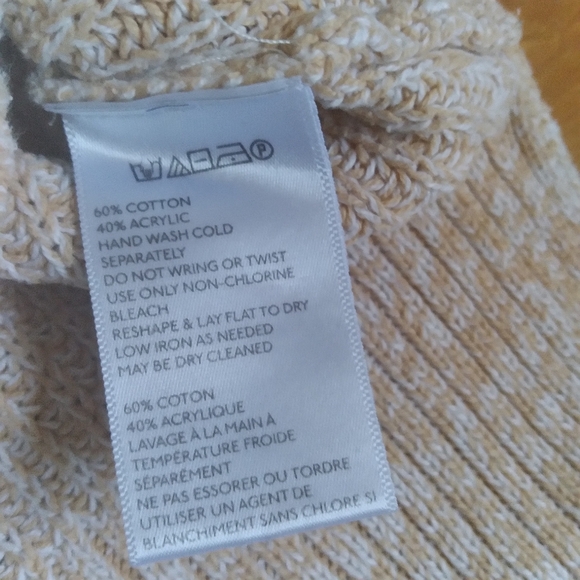 P
60% COTTON
40% ACRYLIC
HAND WASH COLD
SEPARATELY
DO NOT WRING OR TWIST
USE ONLY NON-CHLORINE
BLEACH
RESHAPE & LAY FLAT TO DRY
LOW IRON AS NEEDED
MAY BE DRY CLEANED
60% COTON
40% ACRYLIQUE
LAVAGE À LA MAIN À
TEMPÉRATURE FROIDE
SÉPARÉMENT
NE PAS ESSORER OU TORDRE
UTILISER UN AGENT DE
BLANCHIMENT SANS CHLORE SI